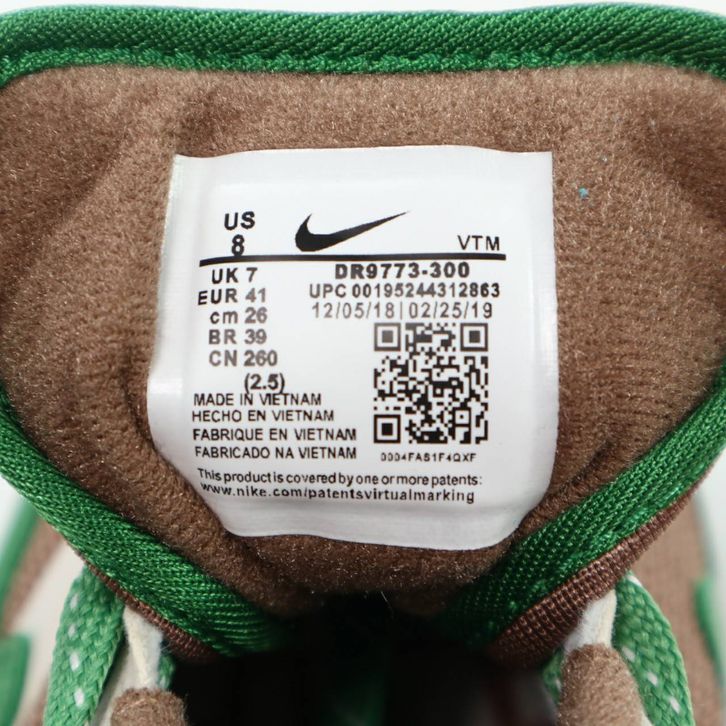 US
8
VTM
UK 7
EUR 41
cm 26
BR 39
CN 260
(2.5)
DR9773-300
UPC 00195244312863
12/05/18|02/25/19
MADE IN VIETNAM
HECHO EN VIETNAM
FABRIQUE EN VIETNAM
FABRICADO NA VIETNAM
0004FAS1F4QXF
This product is covered by one or more patents:
www.nike.com/patentsvirtualmarking